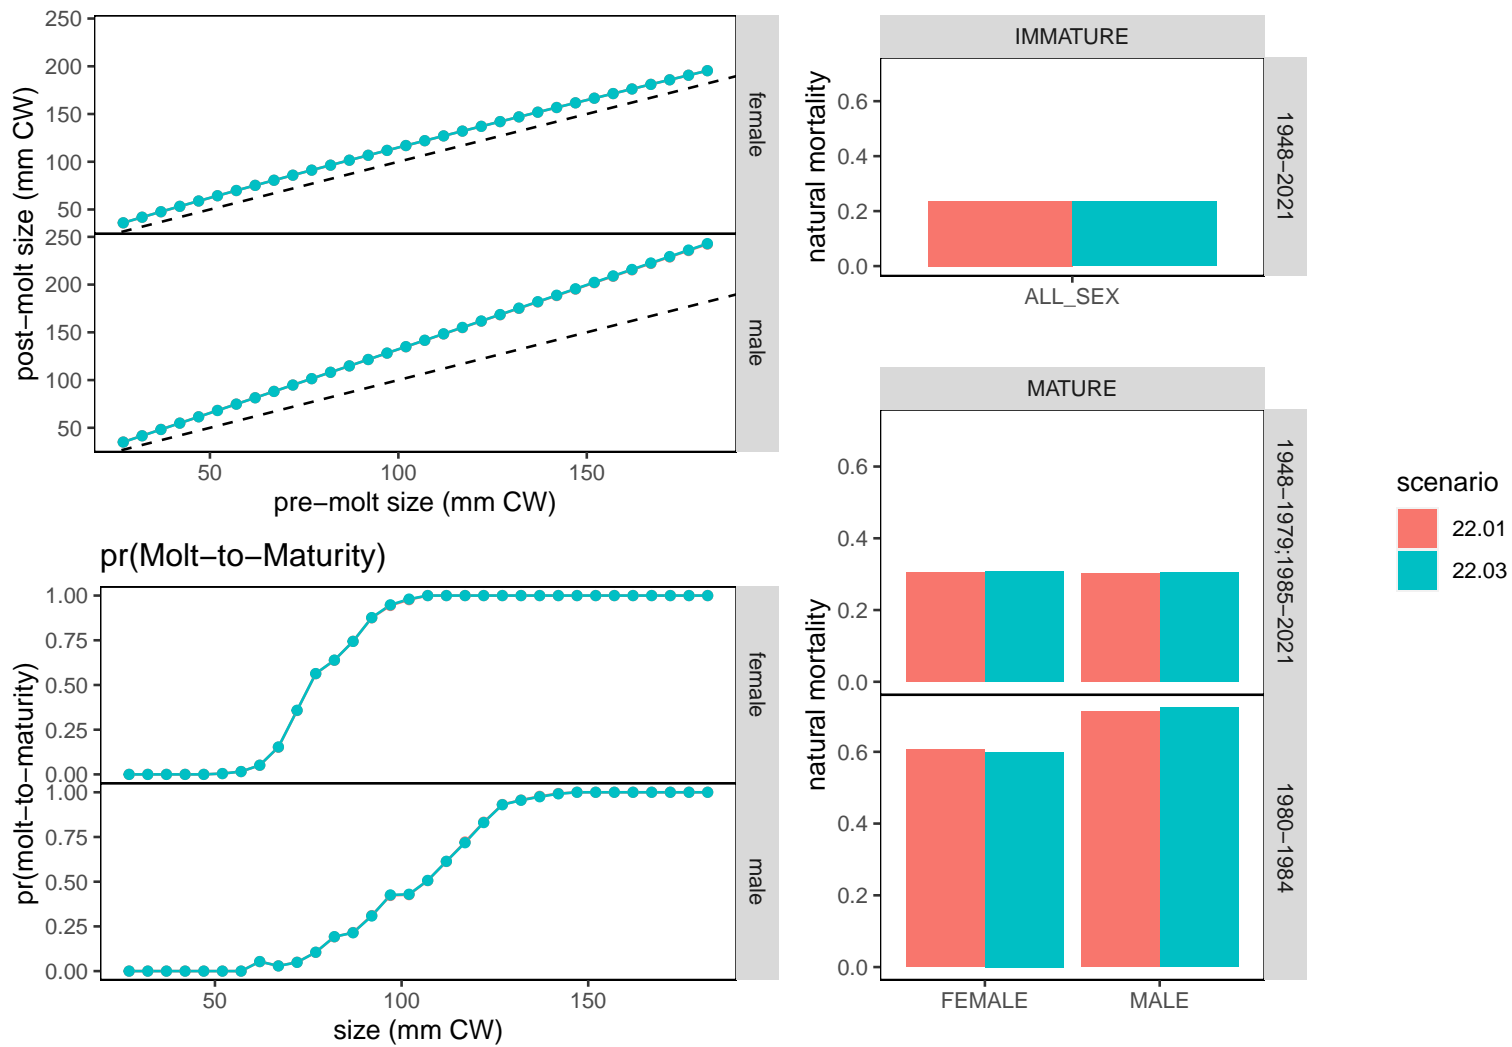 post−molt size (mm CW)
250
200
150
100
50
female
250
200
150
100
50
male
50 100 150
pre−molt size (mm CW)
pr(Molt−to−Maturity)
pr(molt−to−maturity)
1.00
0.75
0.50
0.25
0.00
female
1.00
0.75
0.50
0.25
0.00
male
50 100 150
size (mm CW)
IMMATURE
natural mortality
0.6
0.4
0.2
0.0
1948−2021
ALL_SEX
MATURE
natural mortality
0.6
0.4
0.2
0.0
1948−1979;1985−2021
natural mortality
0.6
0.4
0.2
0.0
1980−1984
FEMALE MALE
scenario
22.01
22.03